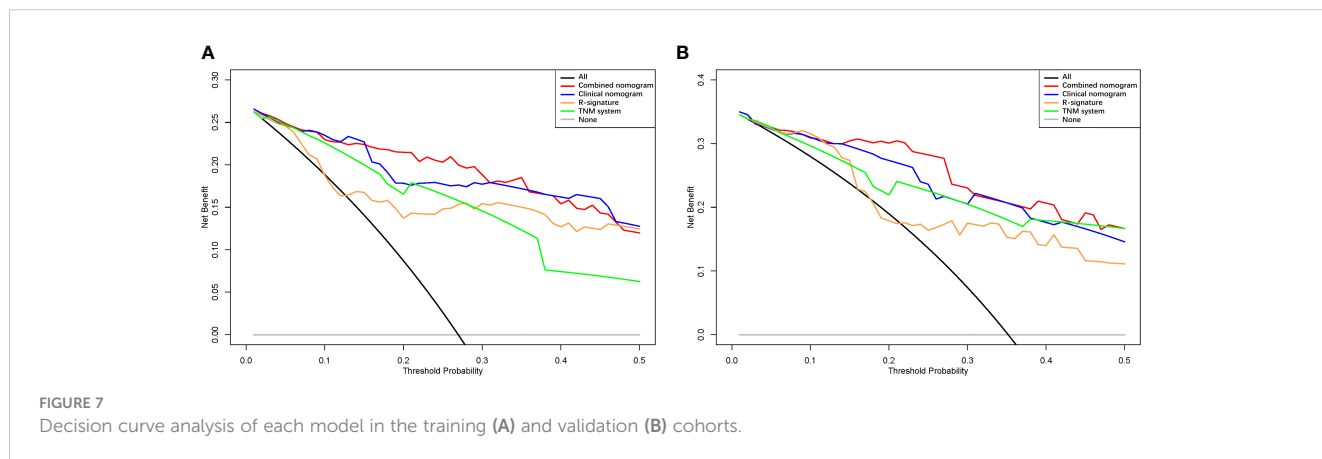 A
B
0.30
0.25
0.20
0.15
0.10
0.05
0.00
Net Benefit
0.0 0.1 0.2 0.3 0.4 0.5
Threshold Probability
All
Combined nomogram
Clinical nomogram
R-signature
TNM system
None
0.4
0.3
0.2
0.1
0.0
Net Benefit
0.0 0.1 0.2 0.3 0.4 0.5
Threshold Probability
All
Combined nomogram
Clinical nomogram
R-signature
TNM system
None
FIGURE 7
Decision curve analysis of each model in the training (A) and validation (B) cohorts.